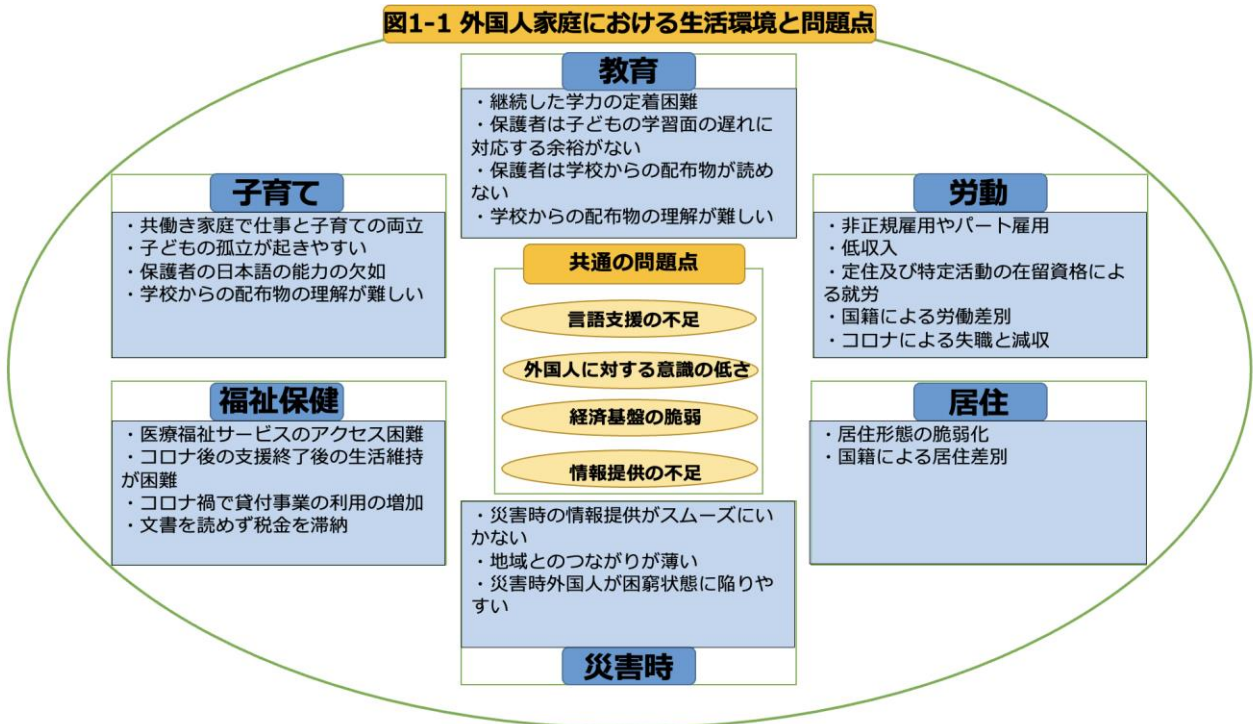 図1-1 外国人家庭における生活環境と問題点
教育
・継続した学力の定着困難
・保護者は子どもの学習面の遅れに
対応する余裕がない
・保護者は学校からの配布物が読め
ない
・学校からの配布物の理解が難しい
子育て
・共働き家庭で仕事と子育ての両立
・子どもの孤立が起きやすい
・保護者の日本語の能力の欠如
・学校からの配布物の理解が難しい
労働
・非正規雇用やパート雇用
・低収入
・定住及び特定活動の在留資格によ
る就労
・国籍による労働差別
・コロナによる失職と減収
共通の問題点
言語支援の不足
外国人に対する意識の低さ
経済基盤の脆弱
情報提供の不足
福祉保健
・医療福祉サービスのアクセス困難
・コロナ後の支援終了後の生活維持
が困難
・コロナ禍で貸付事業の利用の増加
・文書を読めず税金を滞納
居住
・居住形態の脆弱化
・国籍による居住差別
・災害時の情報提供がスムーズにい
かない
・地域とのつながりが薄い
・災害時外国人が困窮状態に陥りや
すい
災害時